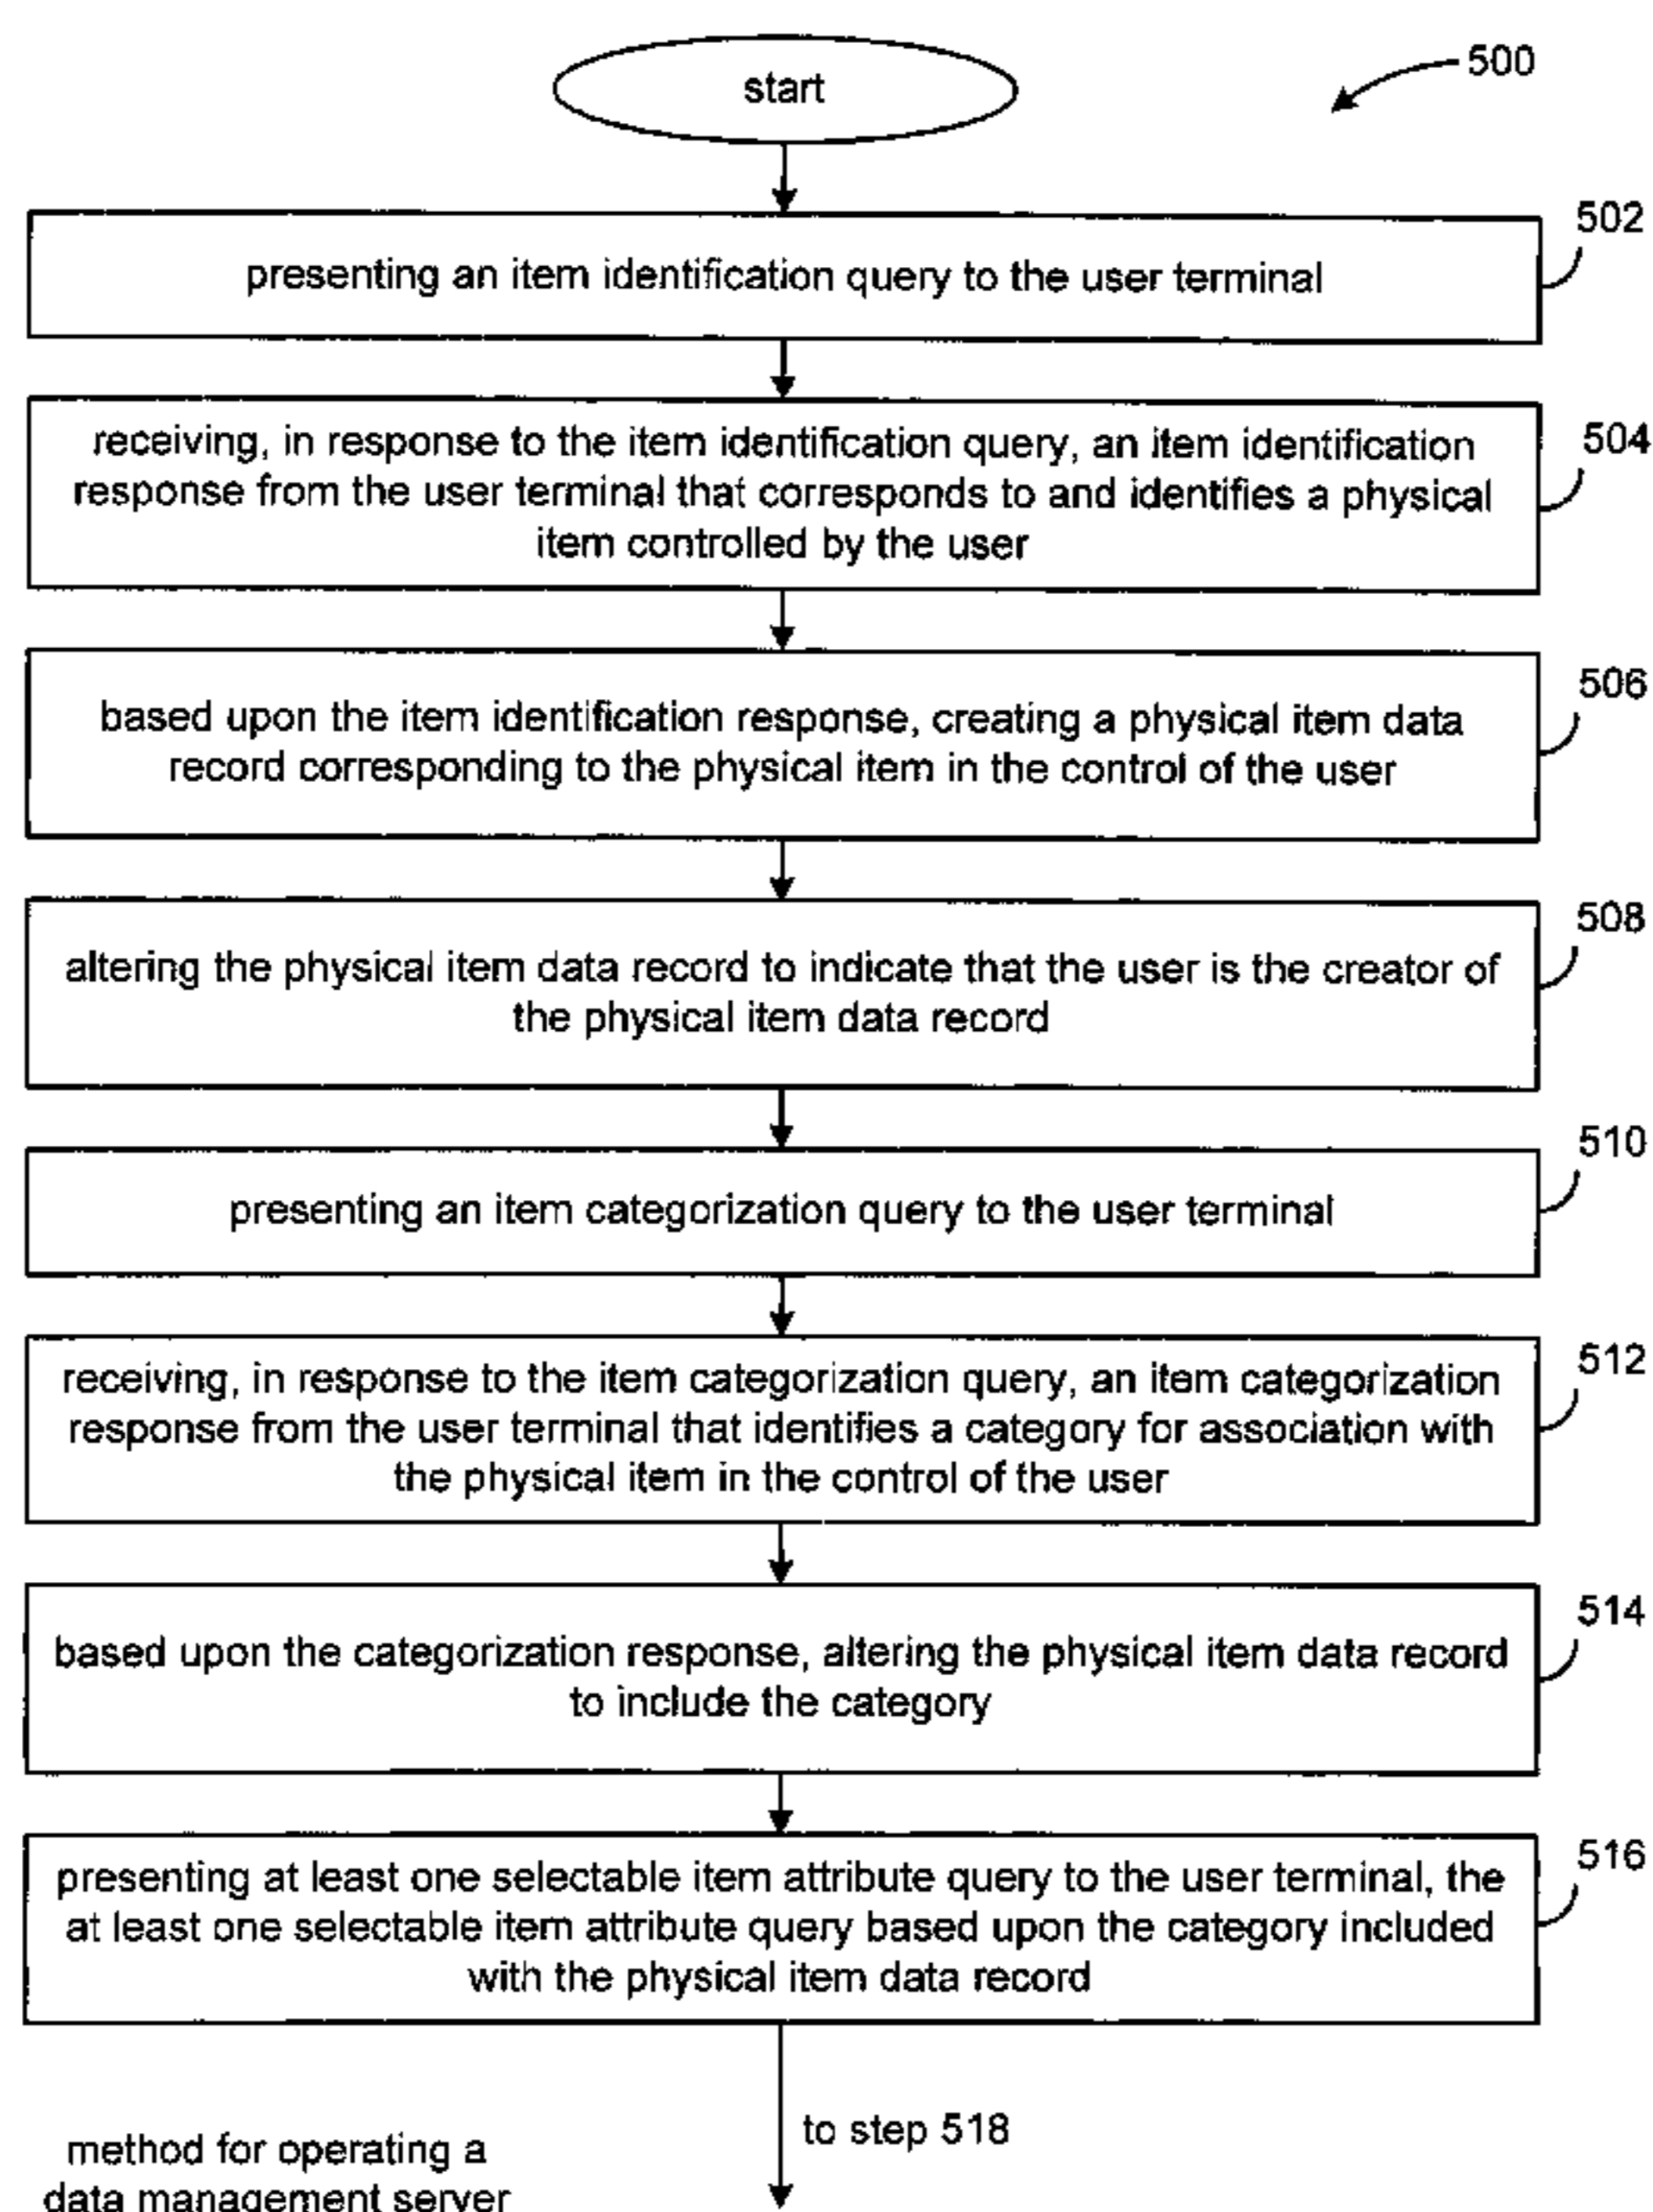 start
500
502
presenting an item identification query to the user terminal
504
receiving, in response to the item identification query, an item identification
response from the user terminal that corresponds to and identifies a physical
item controlled by the user
506
based upon the item identification response, creating a physical item data
record corresponding to the physical item in the control of the user
508
altering the physical item data record to indicate that the user is the creator of
the physical item data record
510
presenting an item categorization query to the user terminal
512
receiving, in response to the item categorization query, an item categorization
response from the user terminal that identifies a category for association with
the physical item in the control of the user
514
based upon the categorization response, altering the physical item data record
to include the category
516
presenting at least one selectable item attribute query to the user terminal, the
at least one selectable item attribute query based upon the category included
with the physical item data record
to step 518
method for operating a
data management server